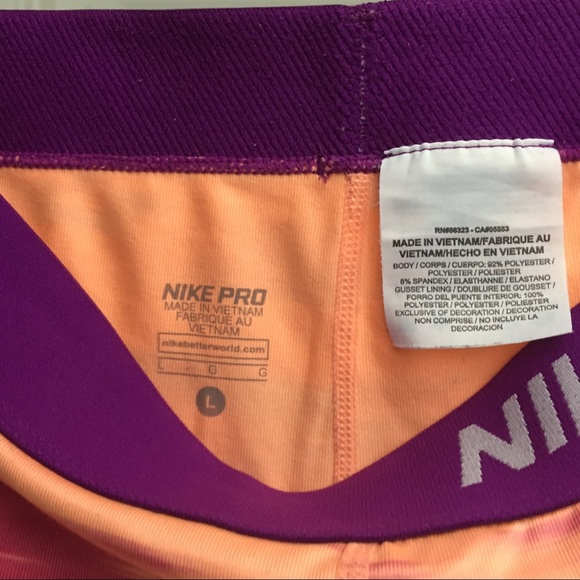 RN#56323 - CA#05553
MADE IN VIETNAM/FABRIQUE AU
VIETNAM/HECHO EN VIETNAM
BODY / CORPS / CUERPO; 92% POLYESTER /
POLYESTER / POLIESTER
8% SPANDEX / ELASTHANNE / ELASTANO
GUSSET LINING / DOUBLURE DE GOUSSET /
FORRO DEL PUENTE INTERIOR; 100%
POLYESTER / POLYESTER / POLIESTER
EXCLUSIVE OF DECORATION / DECORATION
NON COMPRISE / NO INCLUYE LA
DECORACION
NIKE PRO
MADE IN VIETNAM
FABRIQUE AU
VIETNAM
nikebetterworld.com
L G G
L
NIK